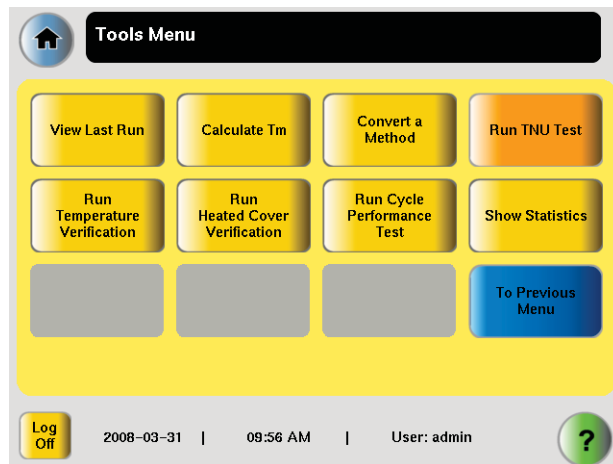 Tools Menu
View Last Run
Calculate Tm
Convert a
Method
Run TNU Test
Run
Temperature
Verification
Run
Heated Cover
Verification
Run Cycle
Performance
Test
Show Statistics
To Previous
Menu
Log
Off
2008-03-31 | 09:56 AM | User: admin
?